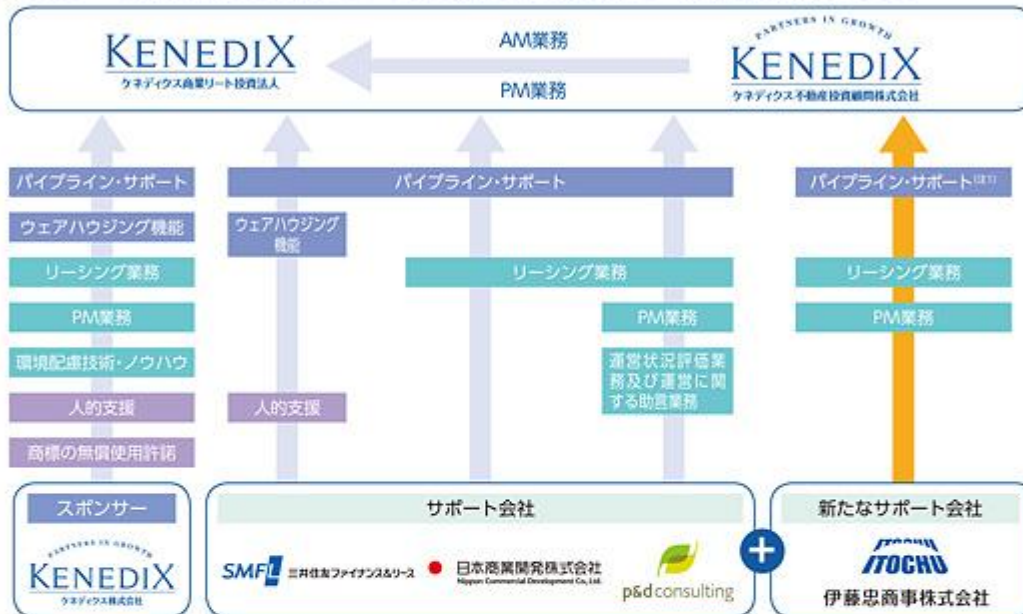 KENEDIX
ケネディクス商業リート投資法人
AM業務
PM業務
PARTNERS IN GROWTH
KENEDIX
ケネディクス不動産投資顧問株式会社
パイプライン・サポート
パイプライン・サポート
パイプライン・サポート(注1)
ウェアハウジング機能
ウェアハウジング
機能
リーシング業務
リーシング業務
リーシング業務
PM業務
PM業務
PM業務
環境配慮技術・ノウハウ
運営状況評価業
務及び運営に関
する助言業務
人的支援
人的支援
商標の無償使用許諾
スポンサー
PARTNERS IN GROWTH
KENEDIX
ケネディクス株式会社
サポート会社
SMFL 三井住友ファイナンス&リース
日本商業開発株式会社
Nippon Commercial Development Co., Ltd.
p&d consulting
+
新たなサポート会社
ITOCHU
伊藤忠商事株式会社